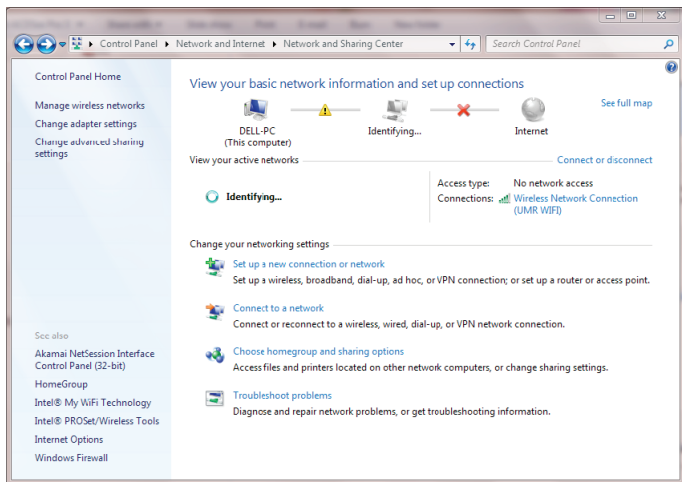 Control Panel Network and Internet Network and Sharing Center Search Control Panel
Control Panel Home
Manage wireless networks
Change adapter settings
Change advanced sharing
settings
View your basic network information and set up connections
See full map
DELL-PC
(This computer)
Identifying...
Internet
View your active networks
Connect or disconnect
Identifying...
Access type: No network access
Connections: Wireless Network Connection
(UMR WIFI)
Change your networking settings
Set up a new connection or network
Set up a wireless, broadband, dial-up, ad hoc, or VPN connection; or set up a router or access point.
Connect to a network
Connect or reconnect to a wireless, wired, dial-up, or VPN network connection.
Choose homegroup and sharing options
Access files and printers located on other network computers, or change sharing settings.
Troubleshoot problems
Diagnose and repair network problems, or get troubleshooting information.
See also
Akamai NetSession Interface
Control Panel (32-bit)
HomeGroup
Intel® My WiFi Technology
Intel® PROSet/Wireless Tools
Internet Options
Windows Firewall